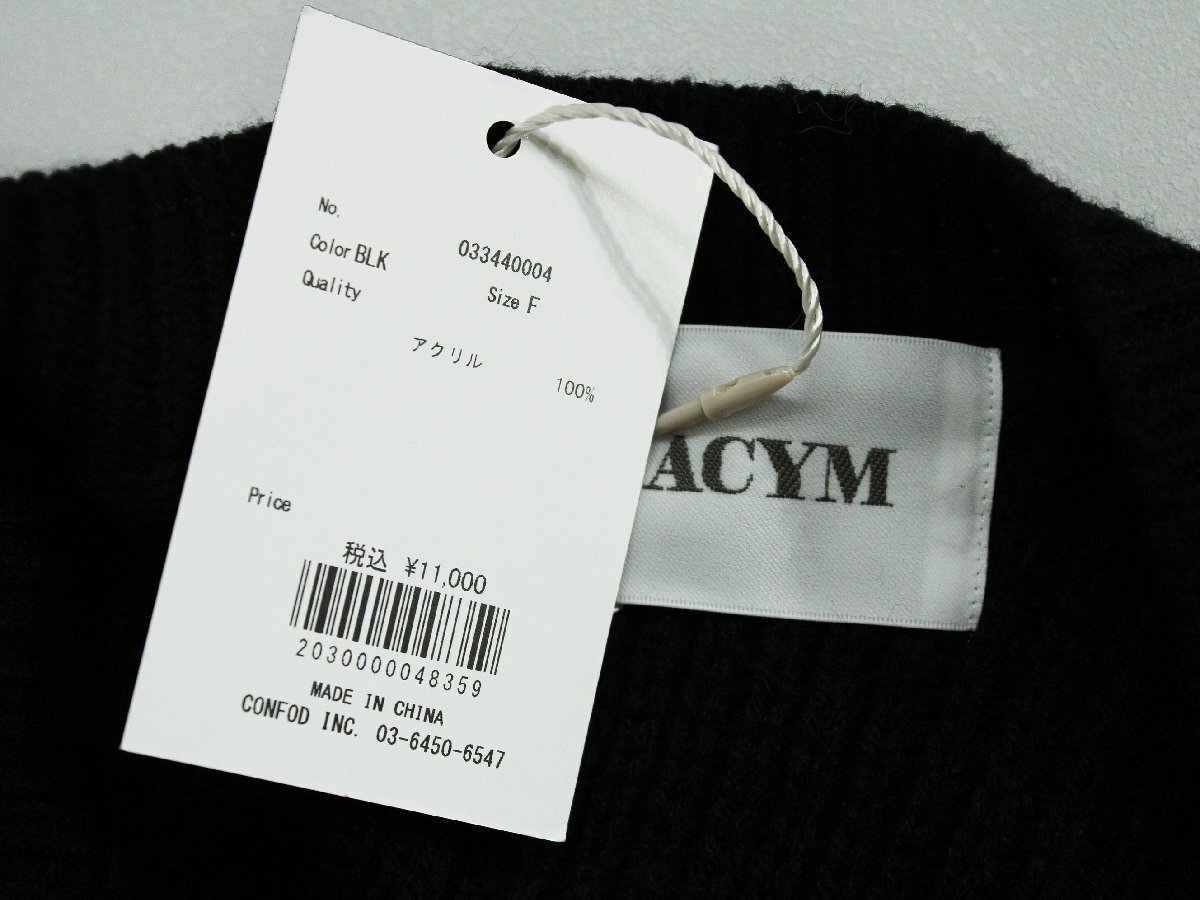 No.
033440004
Color BLK
Size F
Quality
アクリル 100%
Price
税込 ¥11,000
2030000048359
MADE IN CHINA
CONFOD INC. 03-6450-6547
ACYM